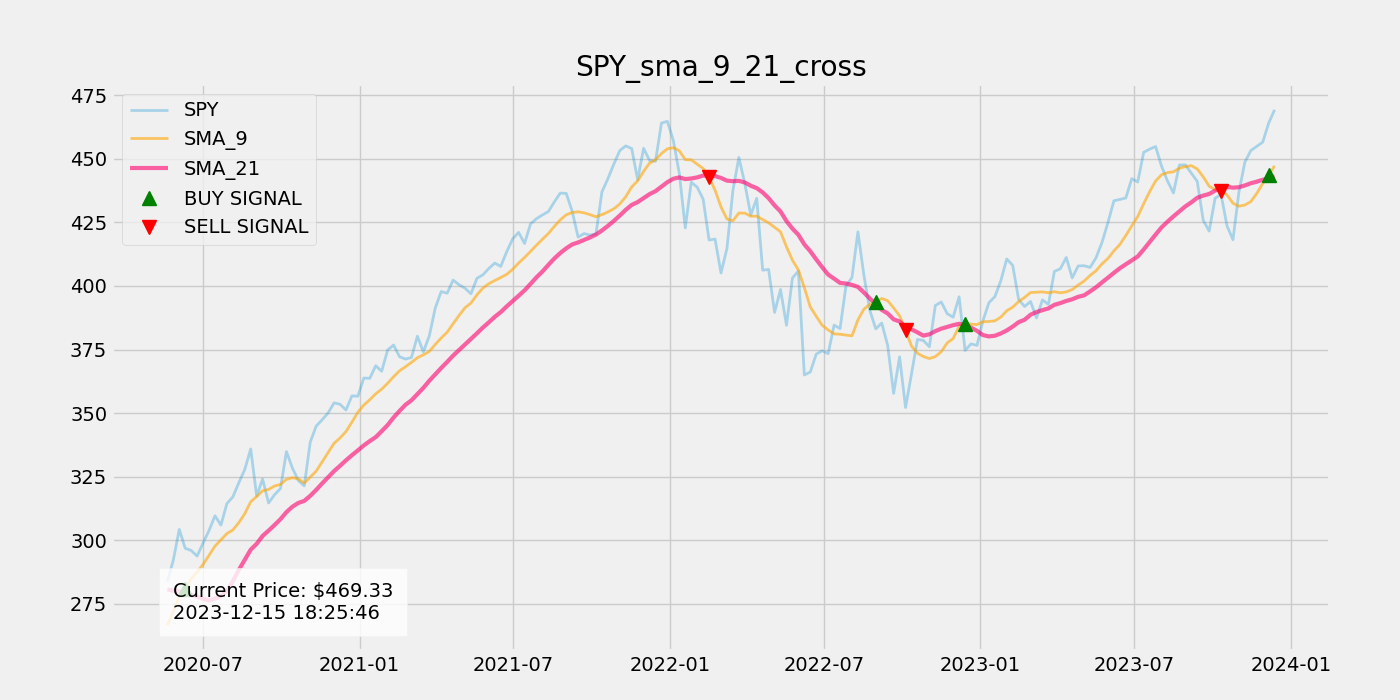 SPY_sma_9_21_cross
475
450
425
400
375
350
325
300
275
SPY
SMA_9
SMA_21
BUY SIGNAL
SELL SIGNAL
Current Price: $469.33
2023-12-15 18:25:46
2020-07 2021-01 2021-07 2022-01 2022-07 2023-01 2023-07 2024-01